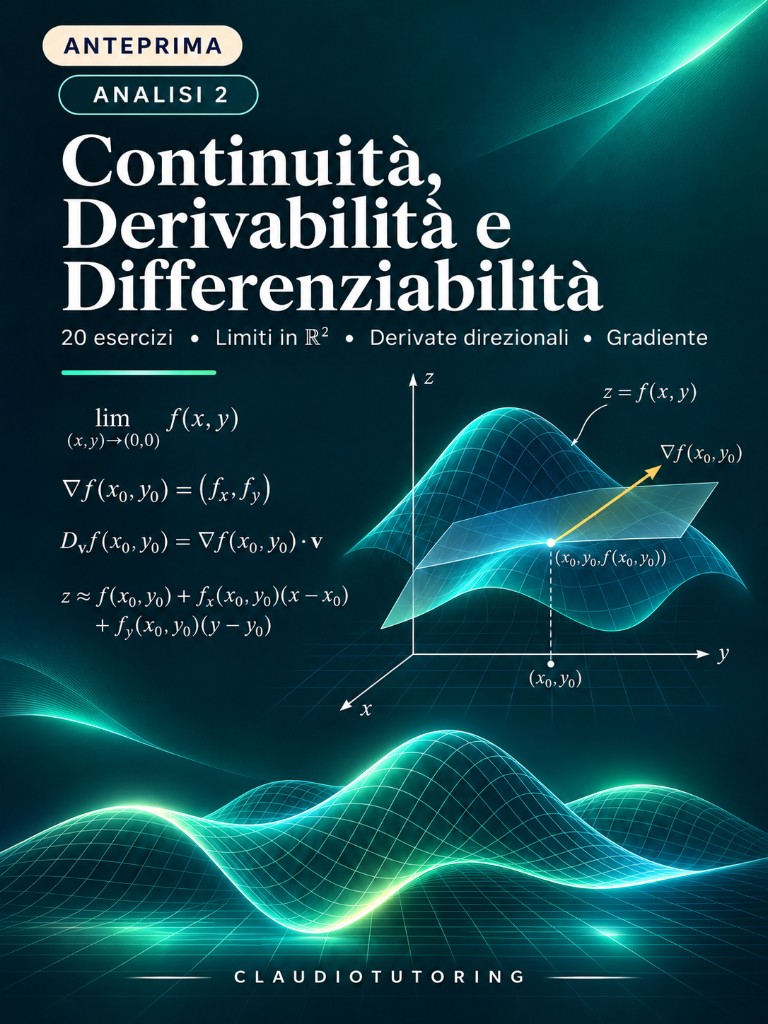 ANTEPRIMA
ANALISI 2
Continuità,
Derivabilità e
Differenziabilità
20 esercizi • Limiti in ℝ² • Derivate direzionali • Gradiente
lim f(x, y)
(x,y)→(0,0)
∇f(x₀, y₀) = (fₓ, f_y)
D_𝐯f(x₀, y₀) = ∇f(x₀, y₀) · 𝐯
z ≈ f(x₀, y₀) + fₓ(x₀, y₀)(x − x₀)
+ f_y(x₀, y₀)(y − y₀)
z
z = f(x, y)
∇f(x₀, y₀)
(x₀, y₀, f(x₀, y₀))
y
(x₀, y₀)
x
CLAUDIOTUTORING